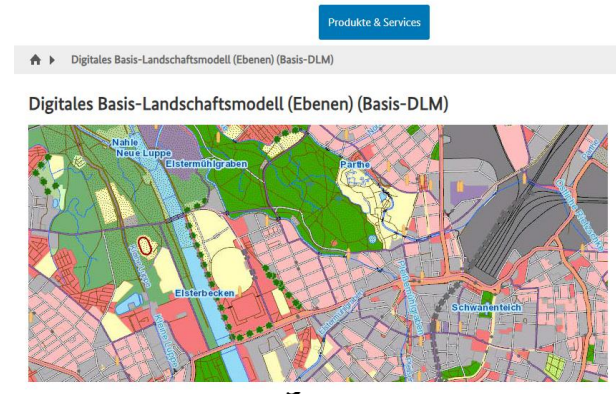 Produkte & Services
Digitales Basis-Landschaftsmodell (Ebenen) (Basis-DLM)
Digitales Basis-Landschaftsmodell (Ebenen) (Basis-DLM)
Nahle
Neue Luppe
Elstermühlgraben
Parthe
Elsterbecken
Schwanenteich